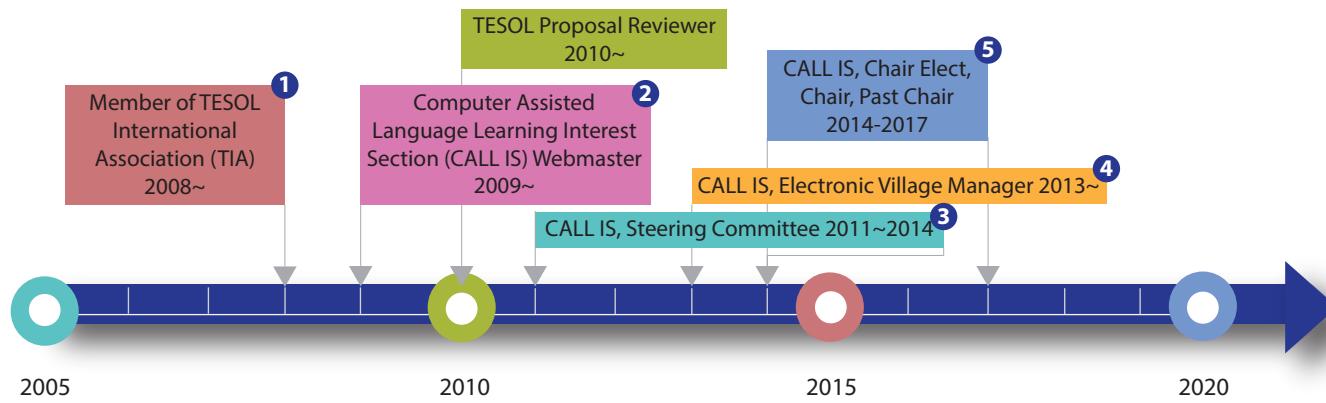 TESOL Proposal Reviewer
2010~
1
Member of TESOL
International
Association (TIA)
2008~
2
Computer Assisted
Language Learning Interest
Section (CALL IS) Webmaster
2009~
5
CALL IS, Chair Elect,
Chair, Past Chair
2014-2017
4
CALL IS, Electronic Village Manager 2013~
3
CALL IS, Steering Committee 2011~2014
2005
2010
2015
2020